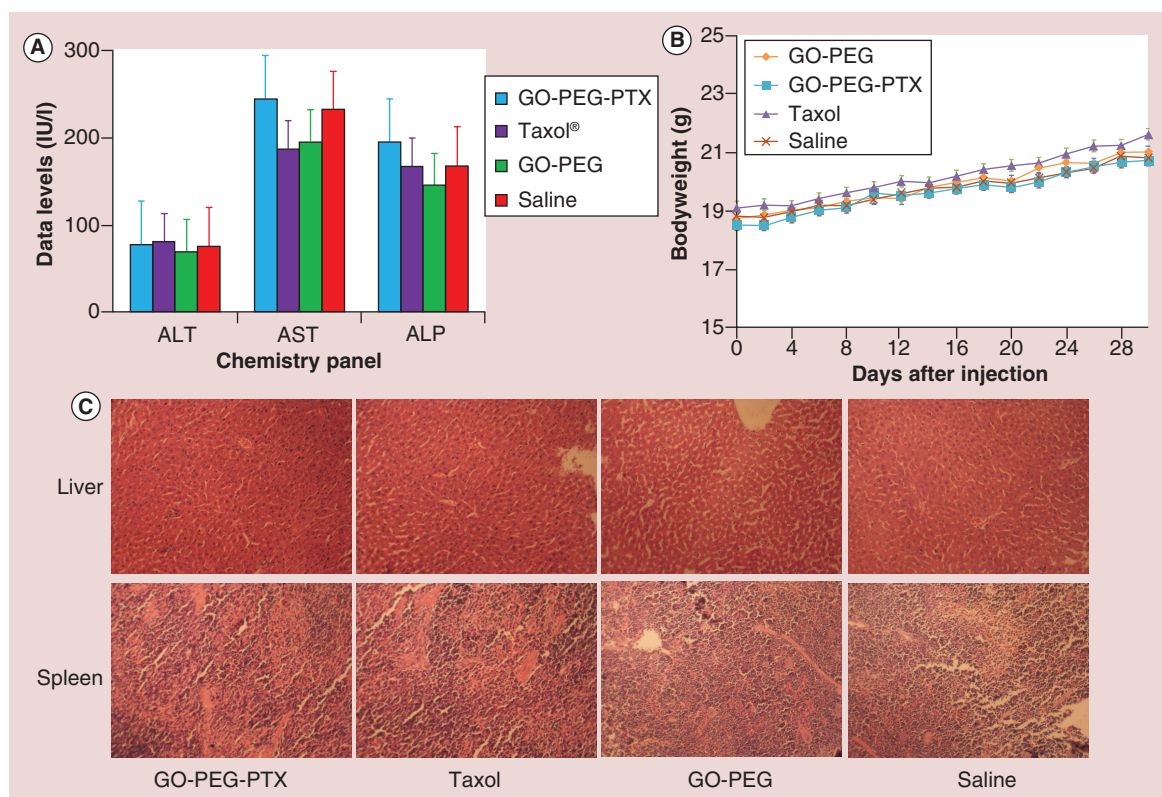 A
300
200
100
0
Data levels (IU/l)
ALT
AST
ALP
Chemistry panel
GO-PEG-PTX
Taxol®
GO-PEG
Saline
B
25
23
21
19
17
15
Bodyweight (g)
GO-PEG
GO-PEG-PTX
Taxol
Saline
0 4 8 12 16 20 24 28
Days after injection
C
Liver
Spleen
GO-PEG-PTX Taxol GO-PEG Saline